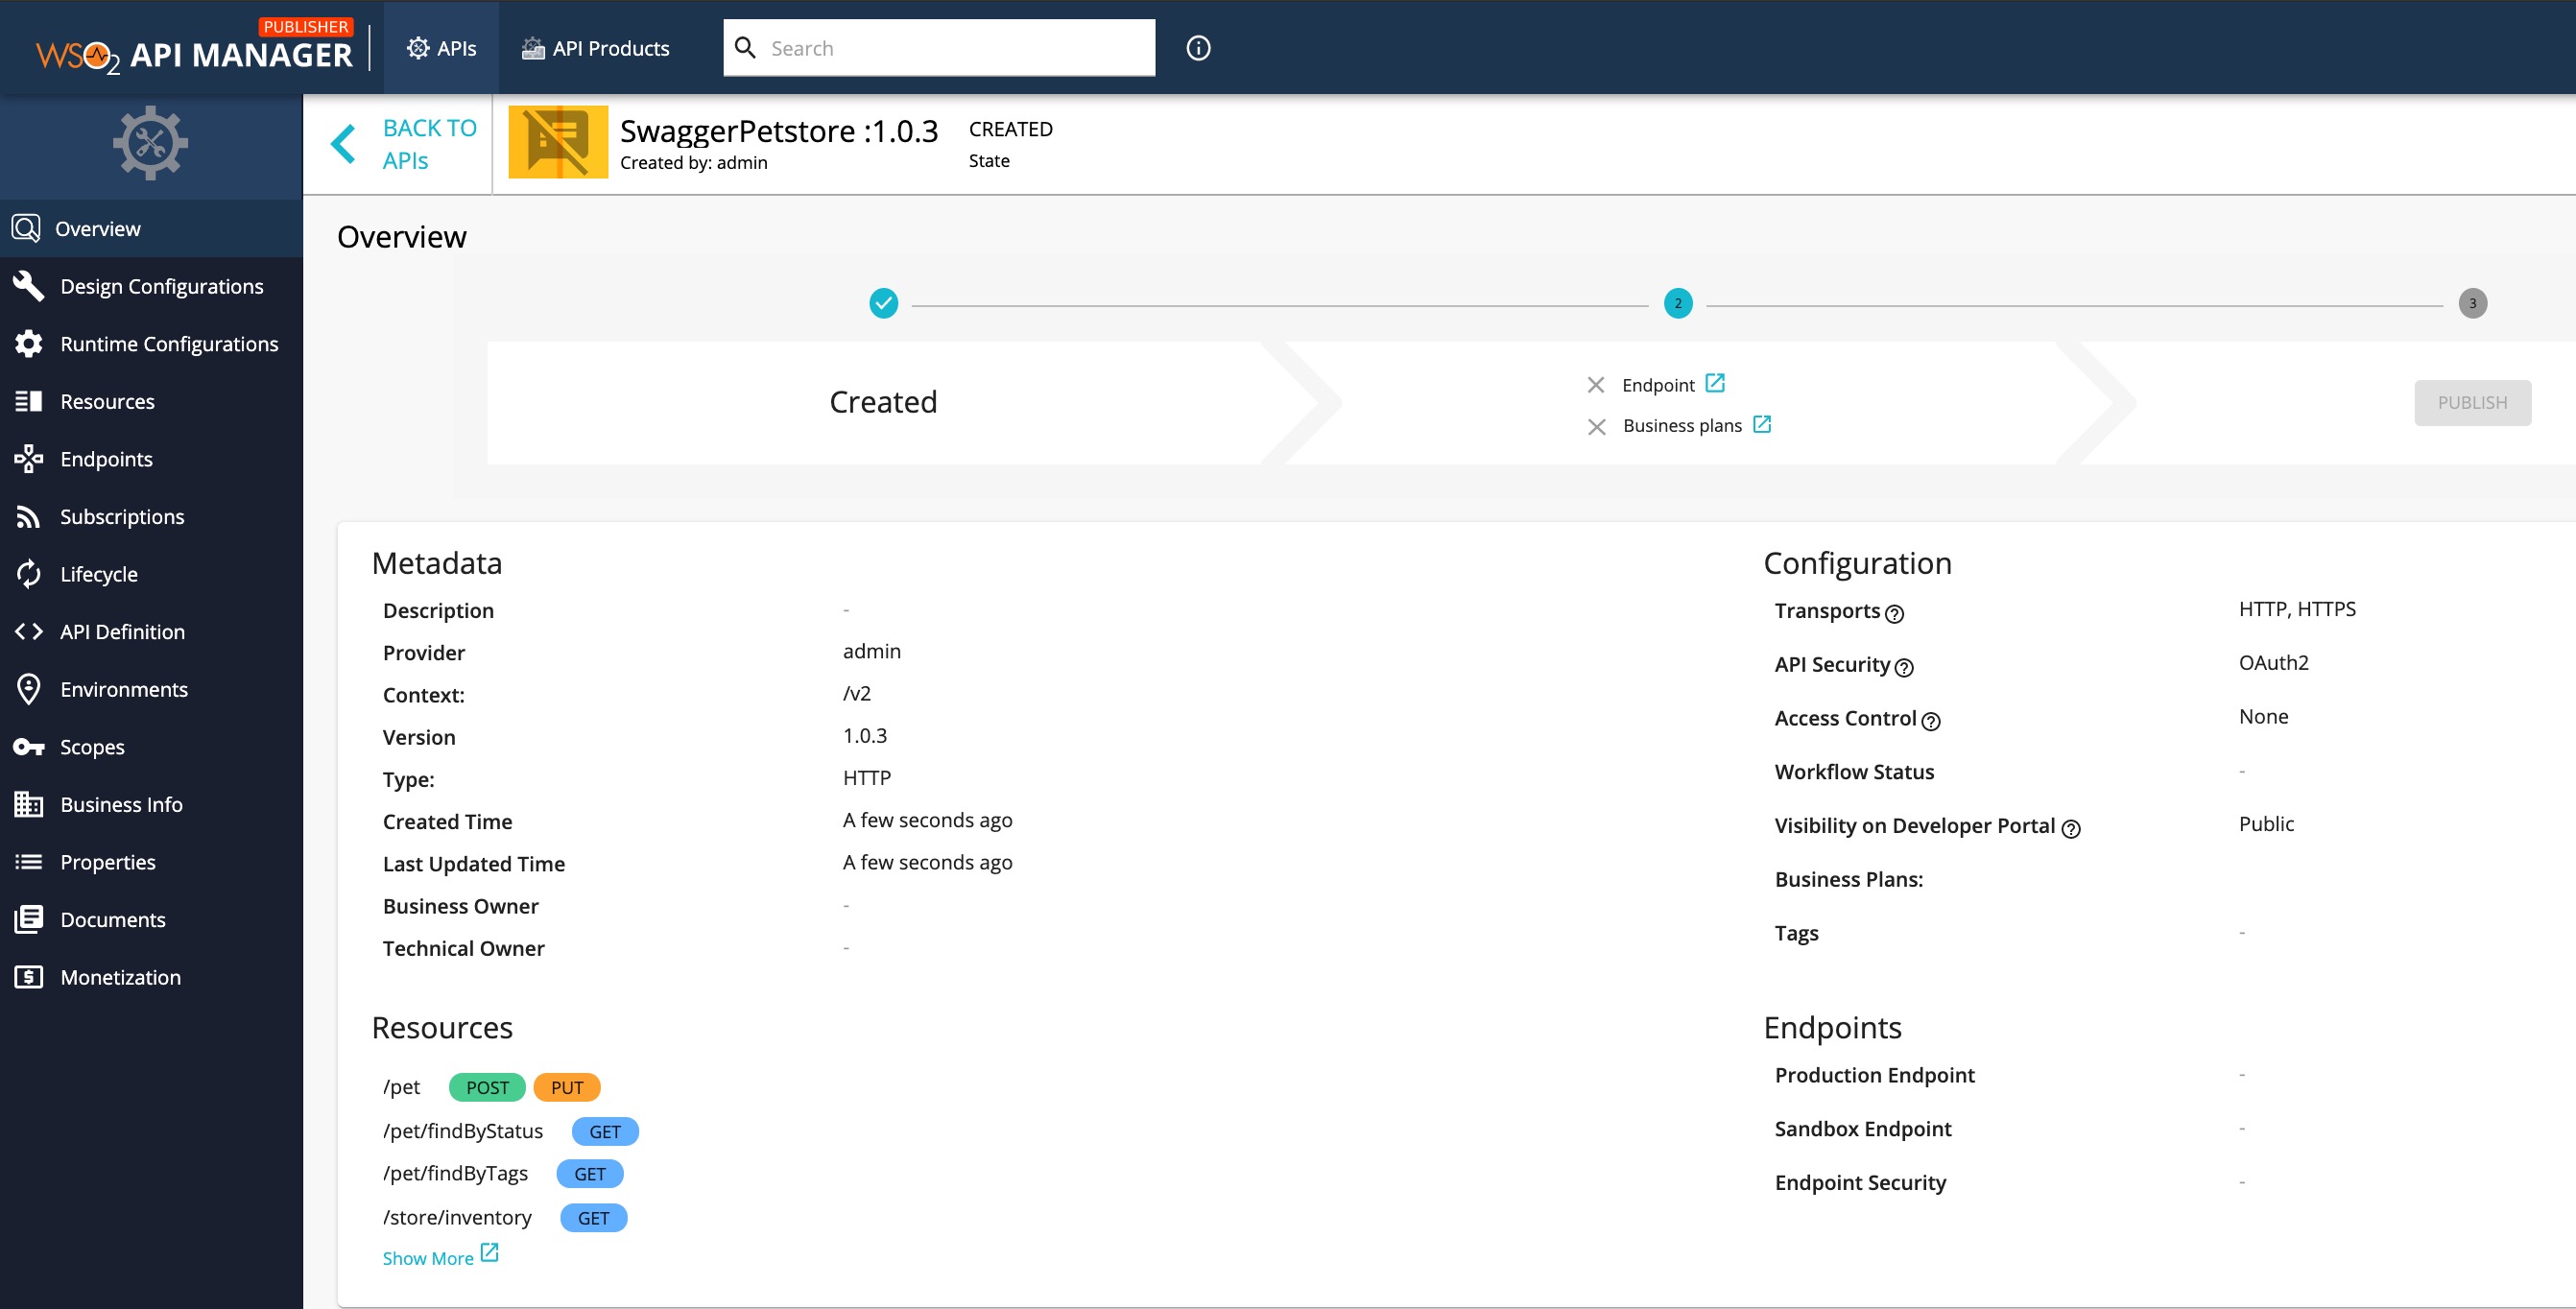 PUBLISHER
WSO2 API MANAGER
APIs
API Products
Search
BACK TO
APIs
SwaggerPetstore :1.0.3
Created by: admin
CREATED
State
Overview
Design Configurations
Runtime Configurations
Resources
Endpoints
Subscriptions
Lifecycle
API Definition
Environments
Scopes
Business Info
Properties
Documents
Monetization
Overview
2
3
Created
Endpoint
Business plans
PUBLISH
Metadata
Description -
Provider admin
Context: /v2
Version 1.0.3
Type: HTTP
Created Time A few seconds ago
Last Updated Time A few seconds ago
Business Owner -
Technical Owner -
Configuration
Transports HTTP, HTTPS
API Security OAuth2
Access Control None
Workflow Status -
Visibility on Developer Portal Public
Business Plans:
Tags -
Resources
/pet POST PUT
/pet/findByStatus GET
/pet/findByTags GET
/store/inventory GET
Show More
Endpoints
Production Endpoint -
Sandbox Endpoint -
Endpoint Security -